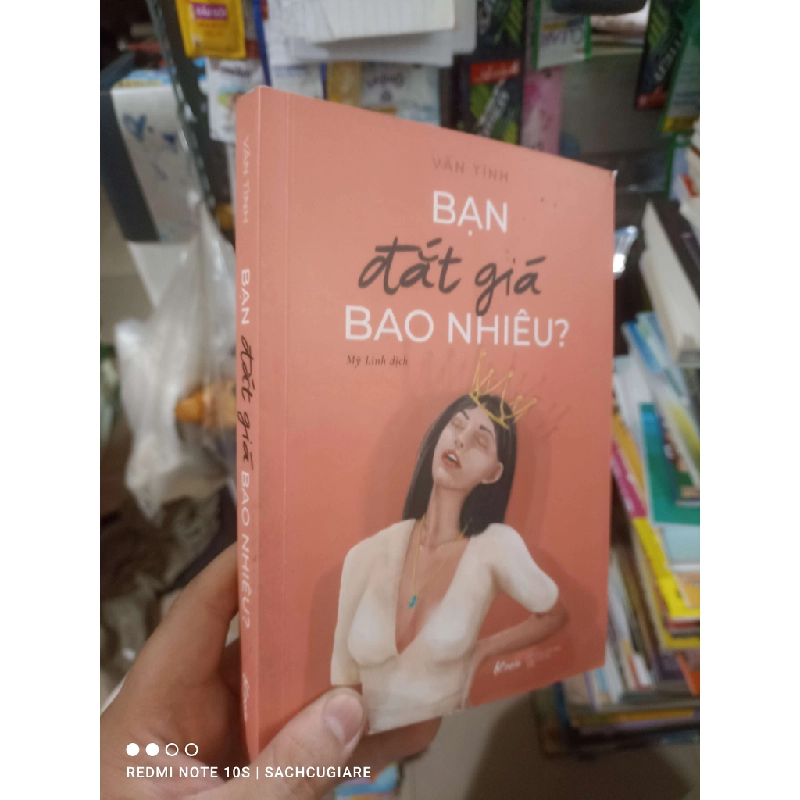 VÃN TÌNH
BẠN
đắt giá
BAO NHIÊU?
Mỹ Linh dịch
VÃN TÌNH
BẠN đắt giá BAO NHIÊU?
REDMI NOTE 10S | SACHCUGIARE